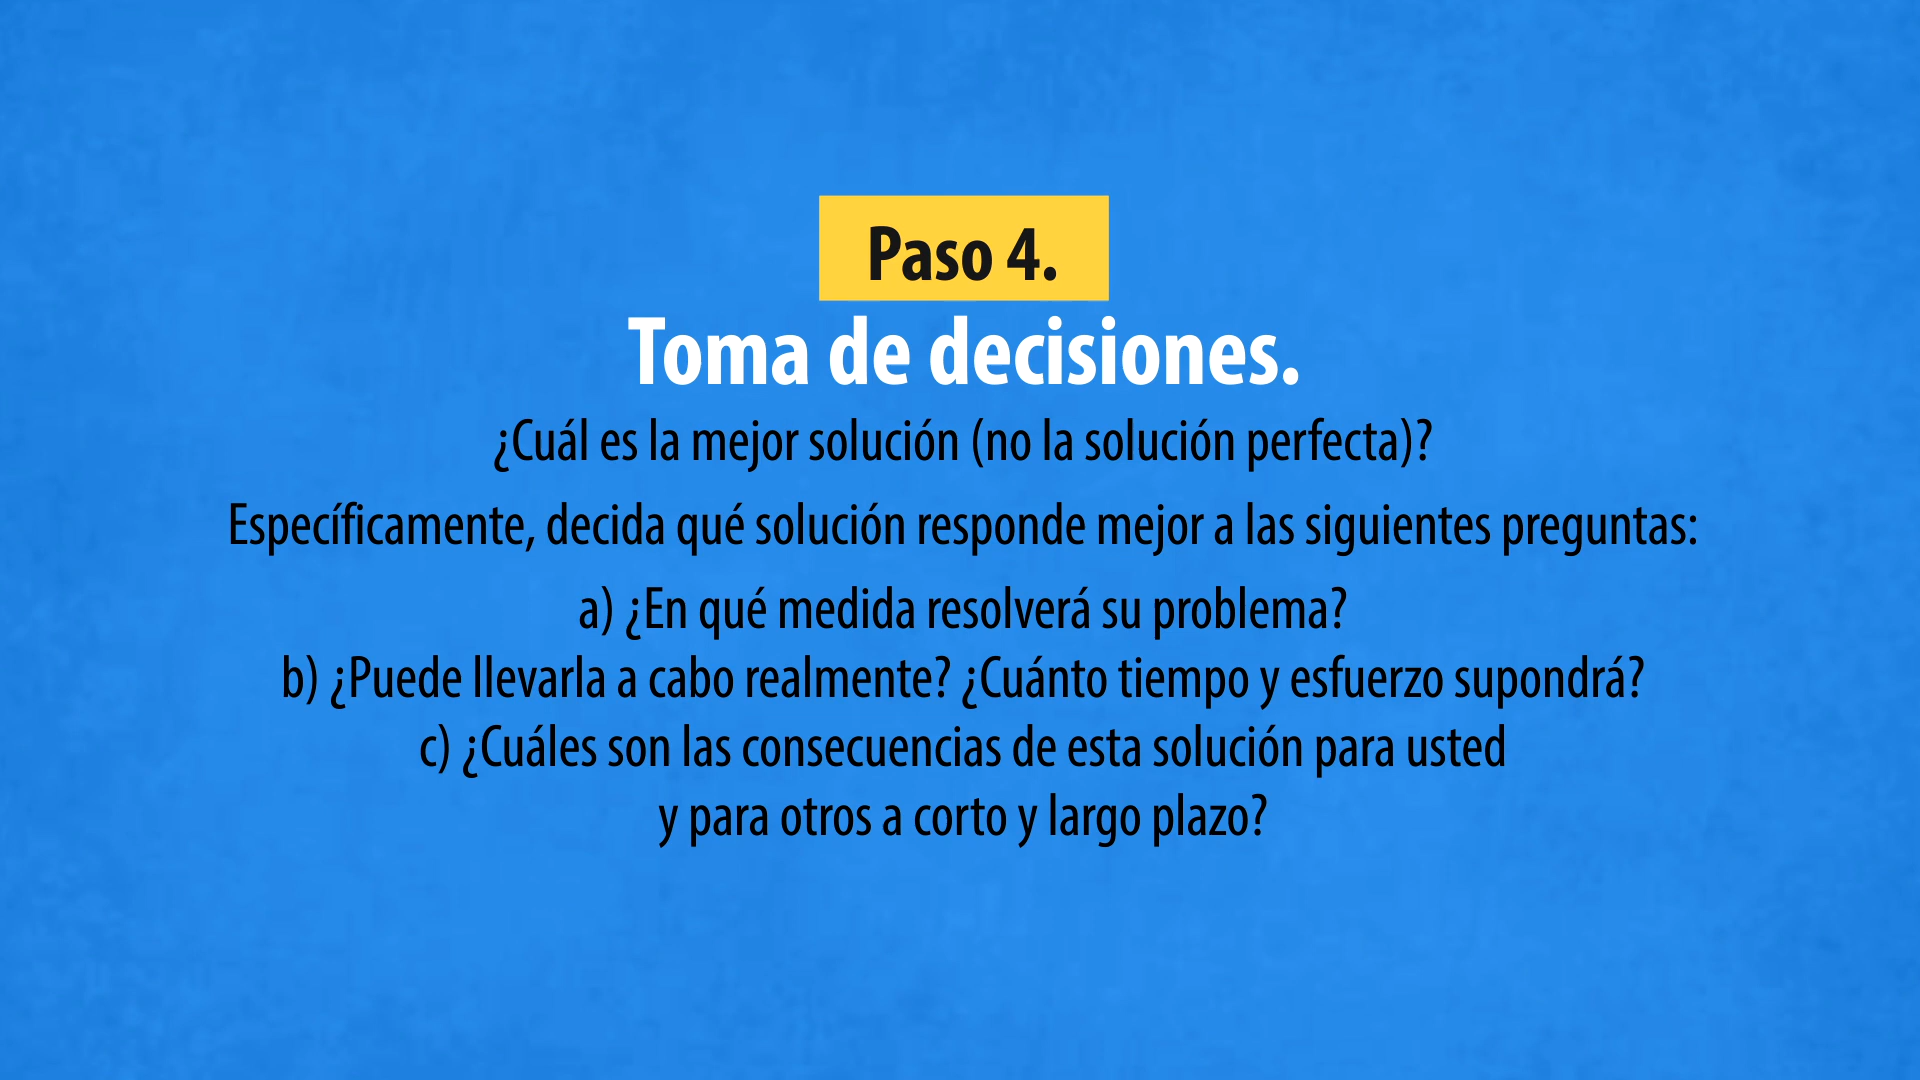 Paso 4.
Toma de decisiones.
¿Cuál es la mejor solución (no la solución perfecta)?
Específicamente, decida qué solución responde mejor a las siguientes preguntas:
a) ¿En qué medida resolverá su problema?
b) ¿Puede llevarla a cabo realmente? ¿Cuánto tiempo y esfuerzo supondrá?
c) ¿Cuáles son las consecuencias de esta solución para usted
y para otros a corto y largo plazo?